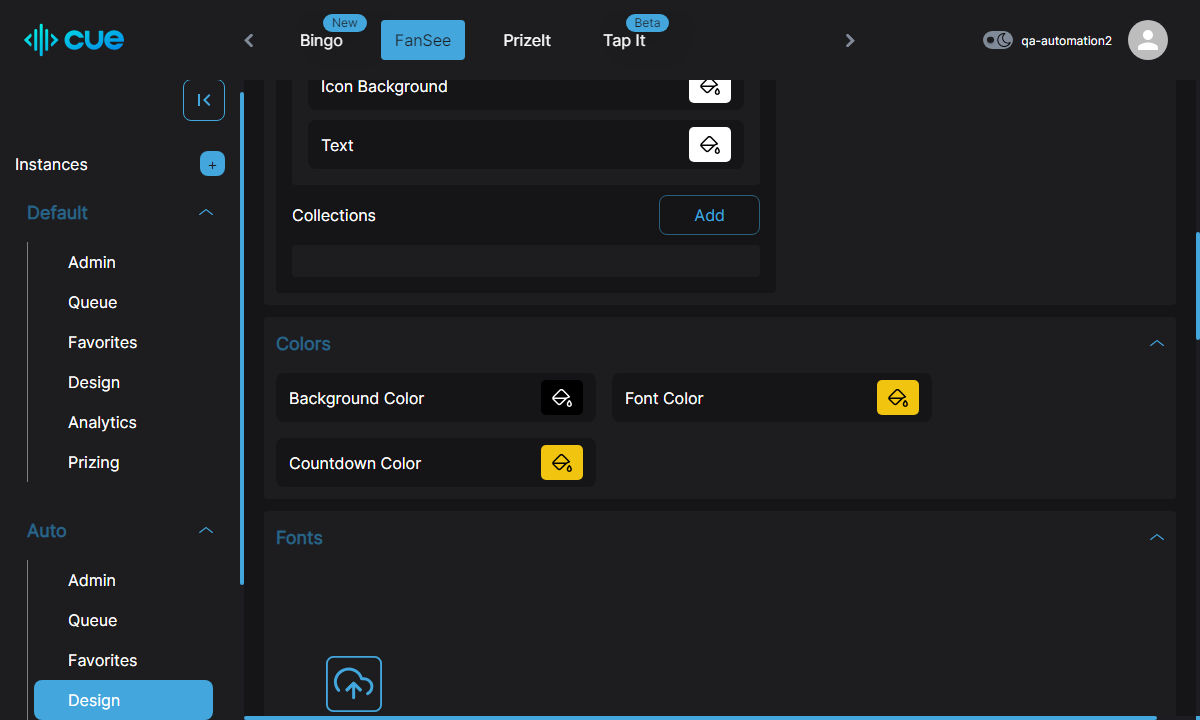 cue
Bingo
New
FanSee
PrizeIt
Tap It
Beta
qa-automation2
Instances
+
Default
Admin
Queue
Favorites
Design
Analytics
Prizing
Auto
Admin
Queue
Favorites
Design
Icon Background
Text
Collections
Add
Colors
Background Color
Font Color
Countdown Color
Fonts